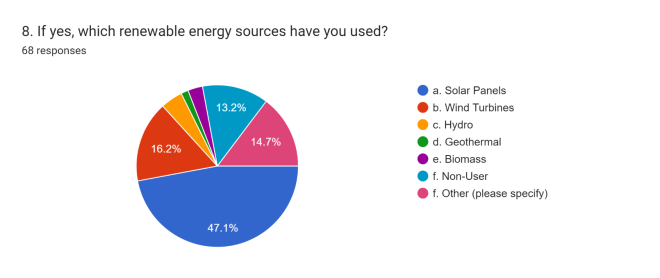 8. If yes, which renewable energy sources have you used?
68 responses
a. Solar Panels
b. Wind Turbines
c. Hydro
d. Geothermal
e. Biomass
f. Non-User
f. Other (please specify)
13.2%
14.7%
16.2%
47.1%